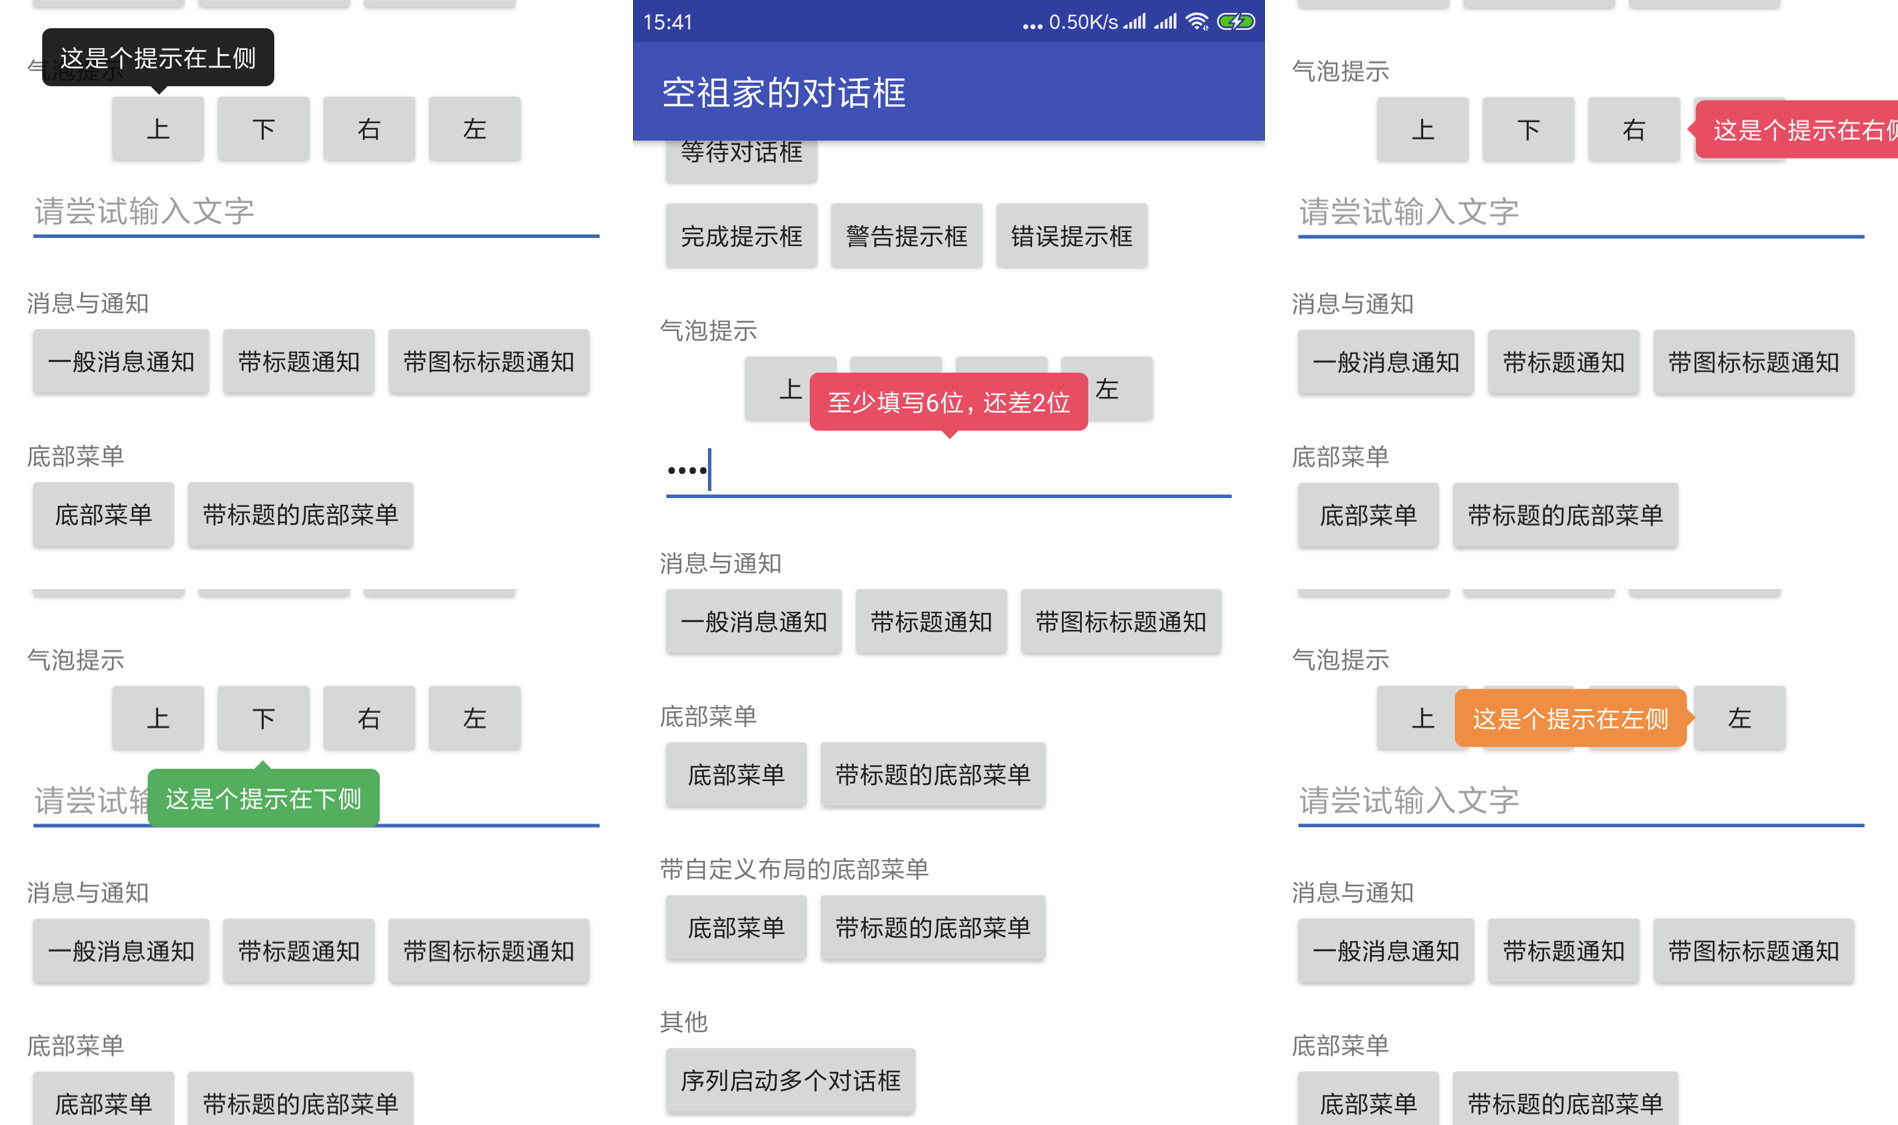 这是个提示在上侧
上 下 右 左
请尝试输入文字
消息与通知
一般消息通知 带标题通知 带图标标题通知
底部菜单
底部菜单 带标题的底部菜单
气泡提示
上 下 右 左
这是个提示在下侧
请尝试输
消息与通知
一般消息通知 带标题通知 带图标标题通知
底部菜单
底部菜单 带标题的底部菜单
15:41 ... 0.50K/s
空祖家的对话框
等待对话框
完成提示框 警告提示框 错误提示框
气泡提示
上 左
至少填写6位，还差2位
••••
消息与通知
一般消息通知 带标题通知 带图标标题通知
底部菜单
底部菜单 带标题的底部菜单
带自定义布局的底部菜单
底部菜单 带标题的底部菜单
其他
序列启动多个对话框
气泡提示
上 下 右 这是个提示在右侧
请尝试输入文字
消息与通知
一般消息通知 带标题通知 带图标标题通知
底部菜单
底部菜单 带标题的底部菜单
气泡提示
上 这是个提示在左侧 左
请尝试输入文字
消息与通知
一般消息通知 带标题通知 带图标标题通知
底部菜单
底部菜单 带标题的底部菜单